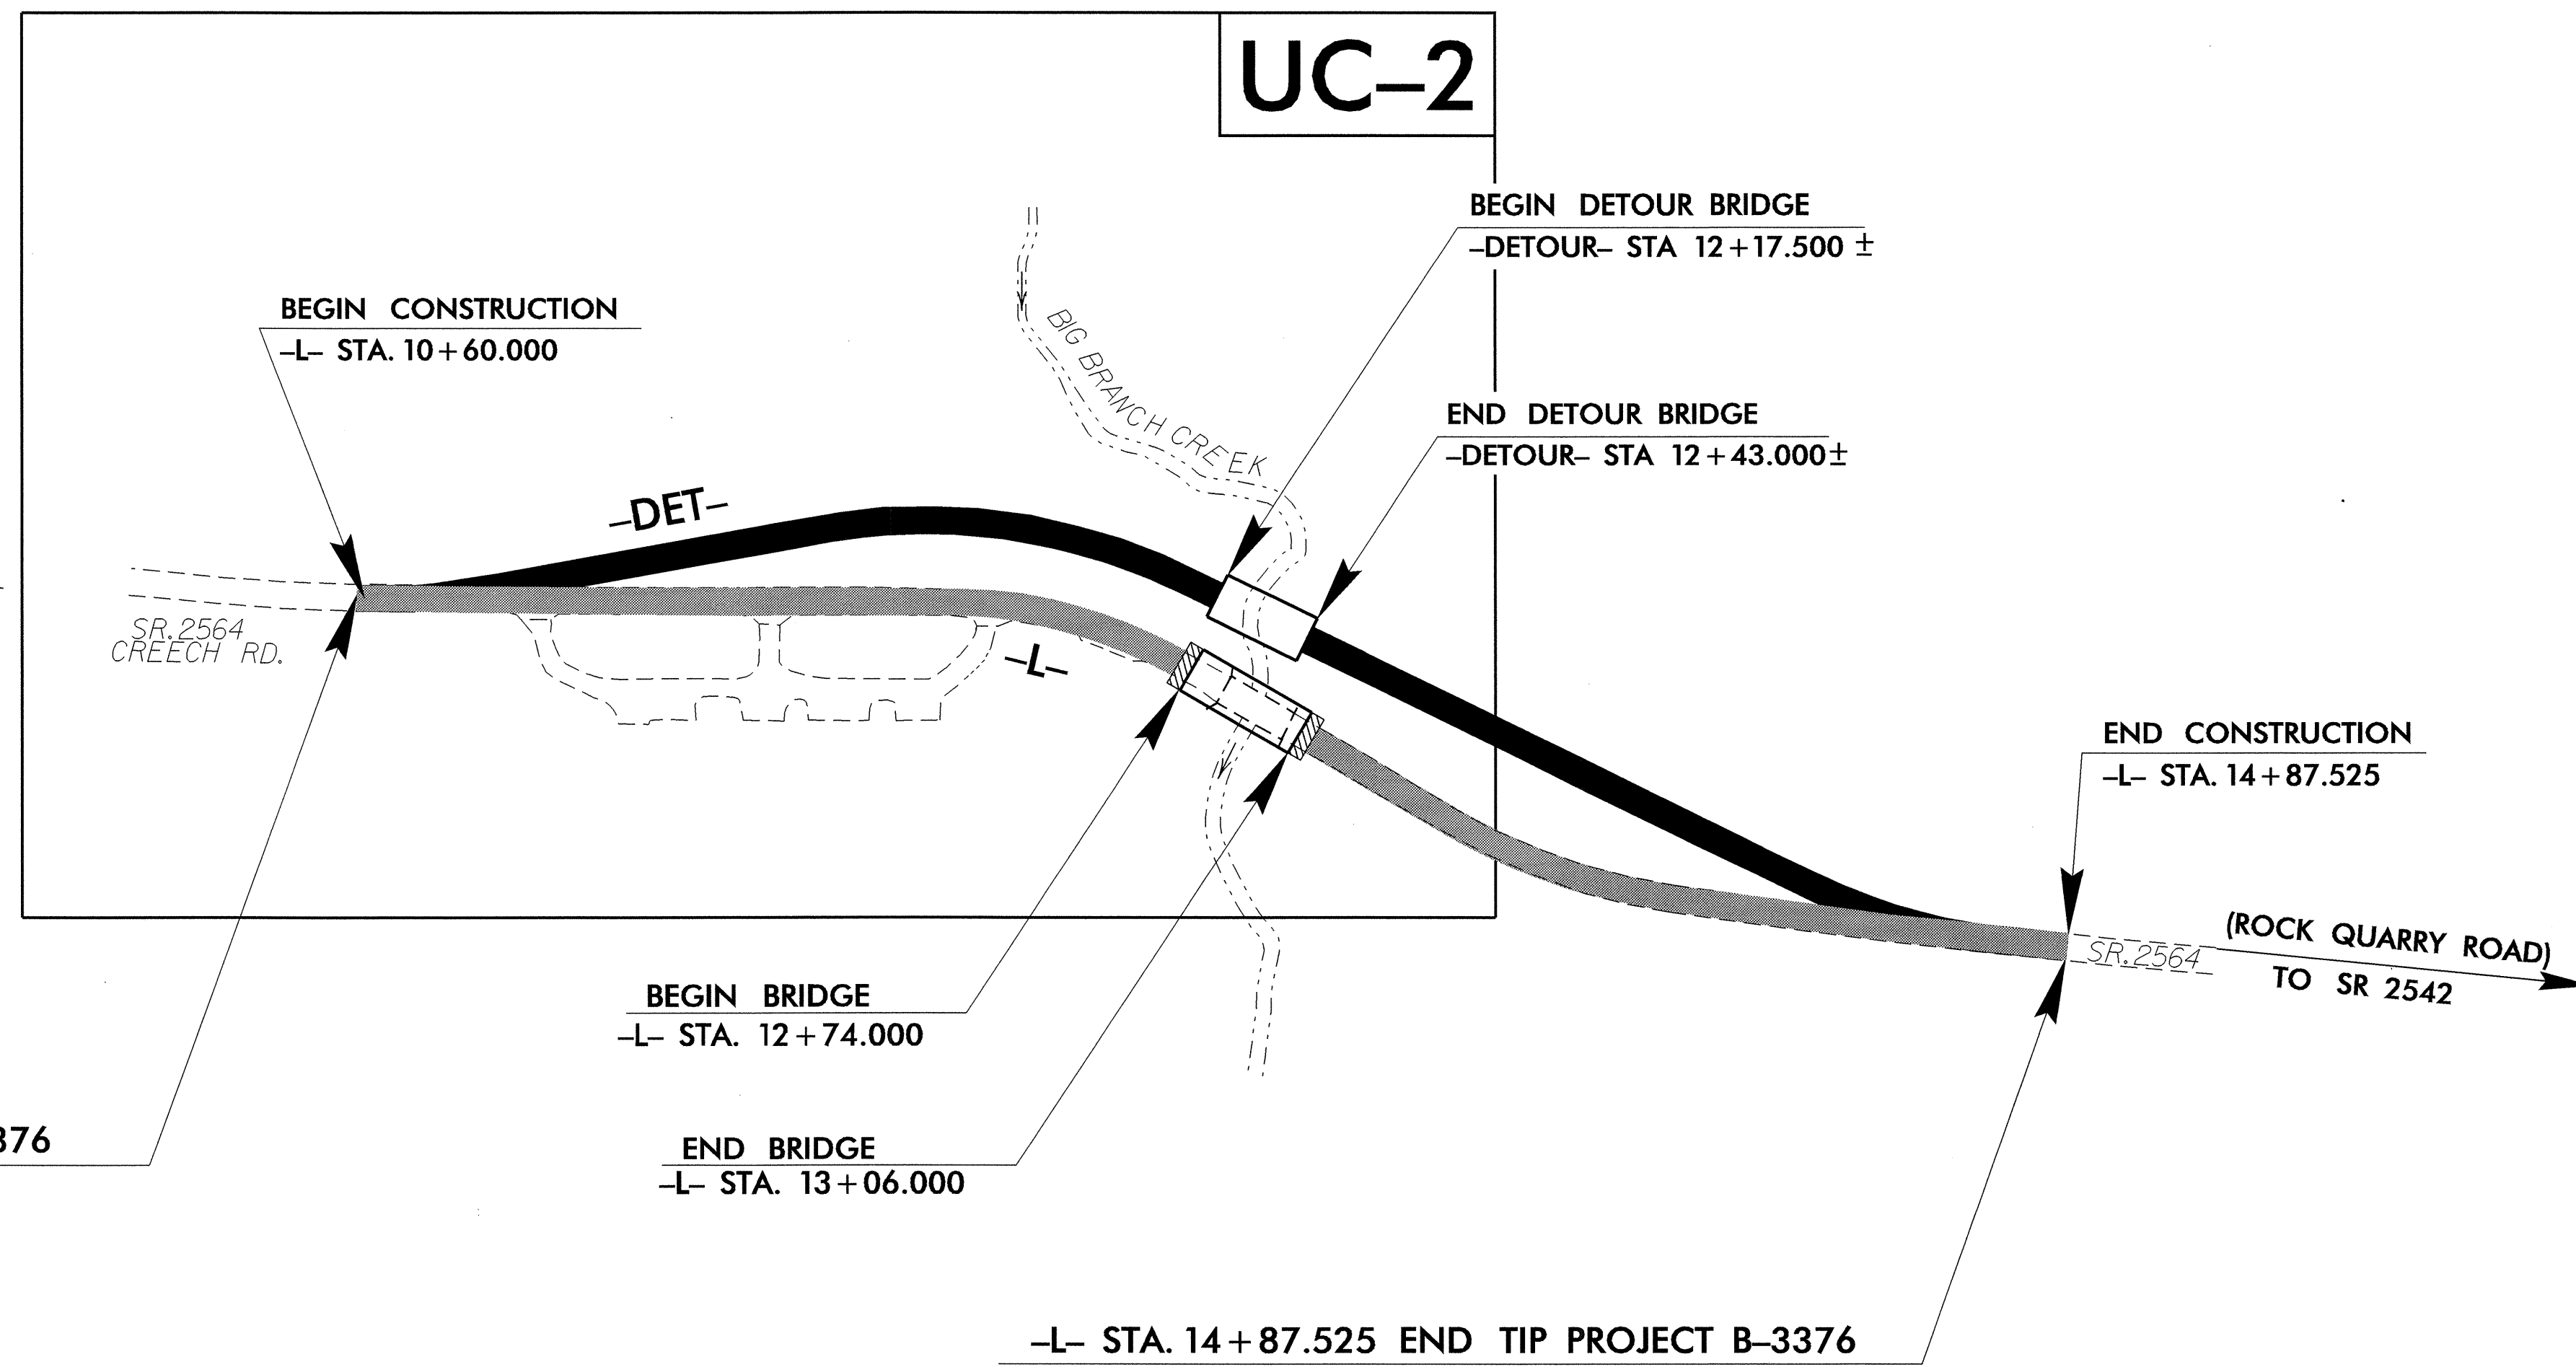 UC–2
BEGIN DETOUR BRIDGE
–DETOUR– STA 12+17.500 ±
BEGIN CONSTRUCTION
–L– STA. 10+60.000
BIG BRANCH CREEK
END DETOUR BRIDGE
–DETOUR– STA 12+43.000±
–DET–
SR. 2564
CREECH RD.
–L–
END CONSTRUCTION
–L– STA. 14+87.525
(ROCK QUARRY ROAD)
SR. 2564
TO SR 2542
BEGIN BRIDGE
–L– STA. 12+74.000
376
END BRIDGE
–L– STA. 13+06.000
–L– STA. 14+87.525 END TIP PROJECT B–3376